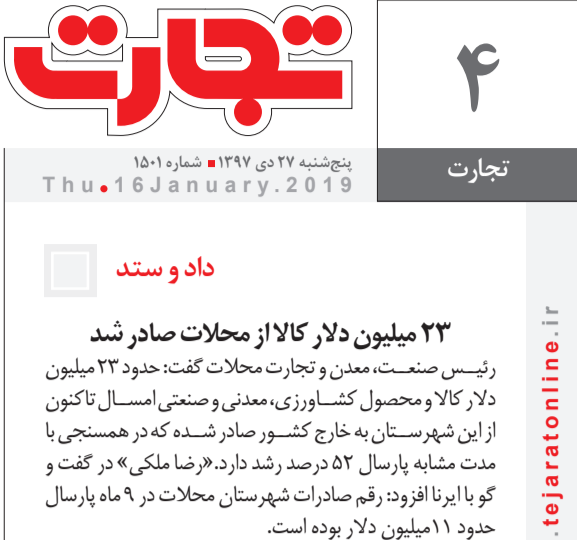 تجارت
۴
پنج‌شنبه ۲۷ دی ۱۳۹۷ ■ شماره ۱۵۰۱
Thu●16January.2019
تجارت
داد و ستد
۲۳ میلیون دلار کالا از محلات صادر شد
رئیس صنعت، معدن و تجارت محلات گفت: حدود ۲۳ میلیون
دلار کالا و محصول کشاورزی، معدنی و صنعتی امسال تاکنون
از این شهرستان به خارج کشور صادر شده که در همسنجی با
مدت مشابه پارسال ۵۲ درصد رشد دارد.«رضا ملکی» در گفت و
گو با ایرنا افزود: رقم صادرات شهرستان محلات در ۹ ماه پارسال
حدود ۱۱میلیون دلار بوده است.
.tejaratonline.ir